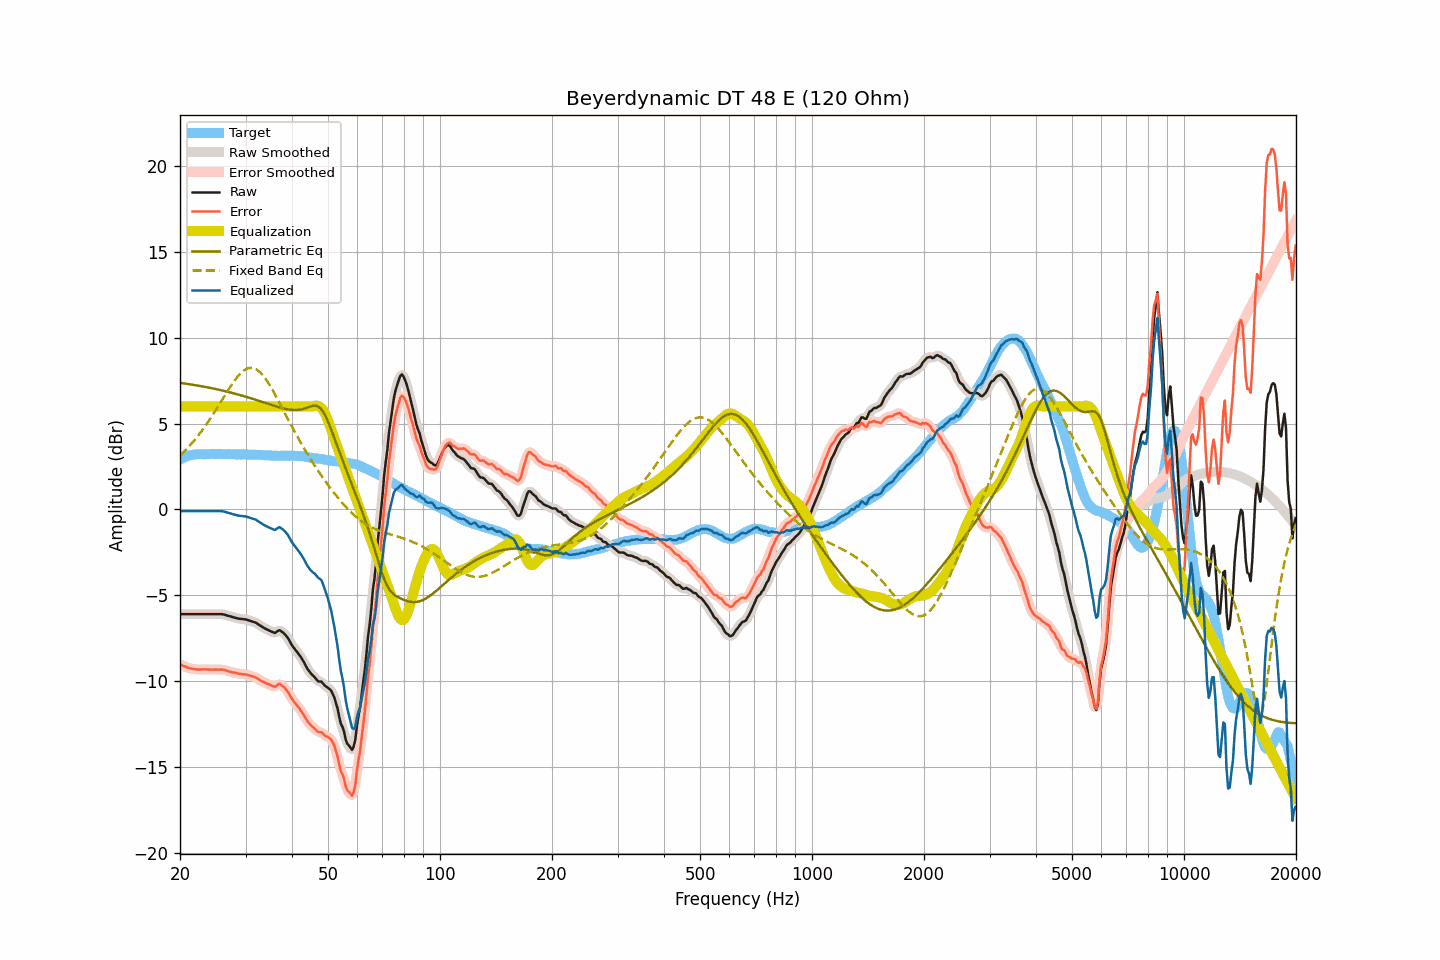 Beyerdynamic DT 48 E (120 Ohm)
Target
Raw Smoothed
Error Smoothed
Raw
Error
Equalization
Parametric Eq
Fixed Band Eq
Equalized
Amplitude (dBr)
20
15
10
5
0
−5
−10
−15
−20
20 50 100 200 500 1000 2000 5000 10000 20000
Frequency (Hz)